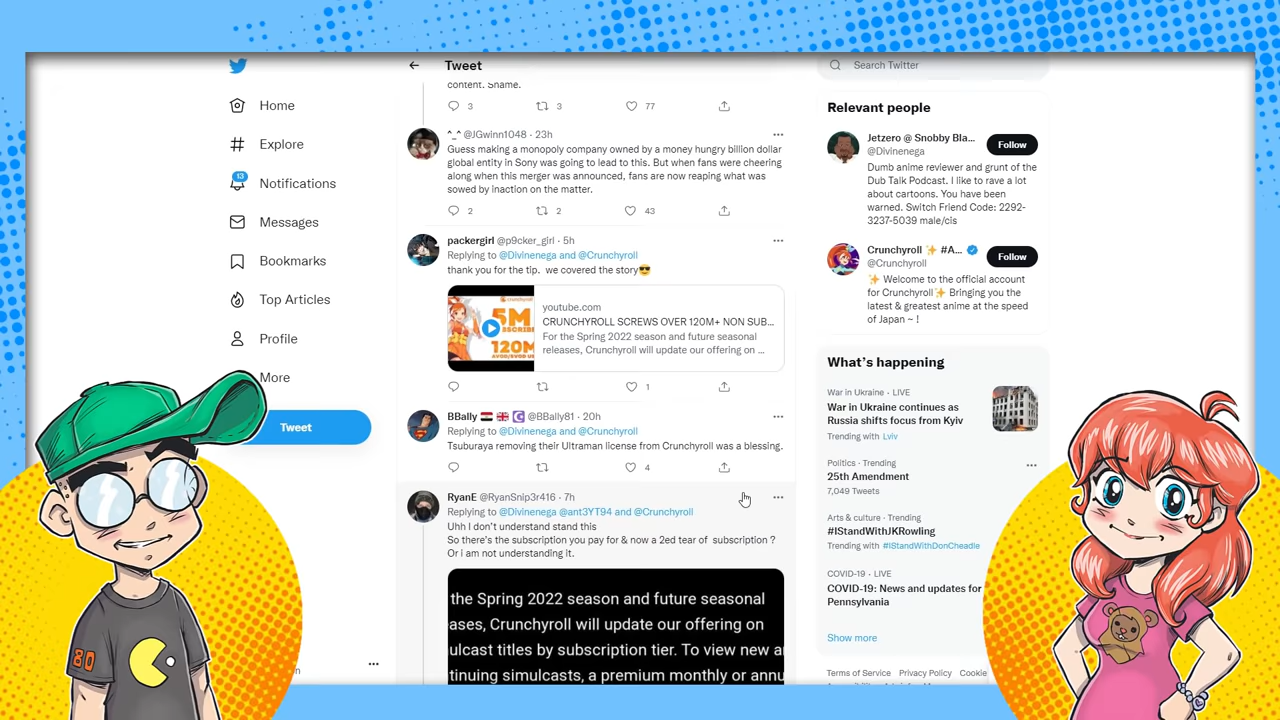 Home
Explore
13
Notifications
Messages
Bookmarks
Top Articles
Profile
More
Tweet
80
Tweet
content. Shame.
3 3 77
^_^ @JGwinn1048 · 23h
Guess making a monopoly company owned by a money hungry billion dollar
global entity in Sony was going to lead to this. But when fans were cheering
along when this merger was announced, fans are now reaping what was
sowed by inaction on the matter.
2 2 43
packergirl @p9cker_girl · 5h
Replying to @Divinenega and @Crunchyroll
thank you for the tip. we covered the story😎
crunchyroll
5M
120M
youtube.com
CRUNCHYROLL SCREWS OVER 120M+ NON SUB...
For the Spring 2022 season and future seasonal
releases, Crunchyroll will update our offering on ...
1
BBally 🇪🇬 🇬🇧 @BBally81 · 20h
Replying to @Divinenega and @Crunchyroll
Tsuburaya removing their Ultraman license from Crunchyroll was a blessing.
4
RyanE @RyanSnip3r416 · 7h
Replying to @Divinenega @ant3YT94 and @Crunchyroll
Uhh I don't understand stand this
So there's the subscription you pay for & now a 2ed tear of subscription ?
Or i am not understanding it.
the Spring 2022 season and future seasonal
eases, Crunchyroll will update our offering on
ulcast titles by subscription tier. To view new a
tinuing simulcasts, a premium monthly or annu
Search Twitter
Relevant people
Jetzero @ Snobby Bla...
@Divinenega
Follow
Dumb anime reviewer and grunt of the
Dub Talk Podcast. I like to rave a lot
about cartoons. You have been
warned. Switch Friend Code: 2292-
3237-5039 male/cis
Crunchyroll ✨ #A...
@Crunchyroll
Follow
✨ Welcome to the official account
for Crunchyroll✨ Bringing you the
latest & greatest anime at the speed
of Japan ~ !
What's happening
War in Ukraine · LIVE
War in Ukraine continues as
Russia shifts focus from Kyiv
Trending with Lviv
Politics · Trending
25th Amendment
7,049 Tweets
Arts & culture · Trending
#IStandWithJKRowling
Trending with #IStandWithDonCheadle
COVID-19 · LIVE
COVID-19: News and updates for
Pennsylvania
Show more
Terms of Service Privacy Policy Cookie